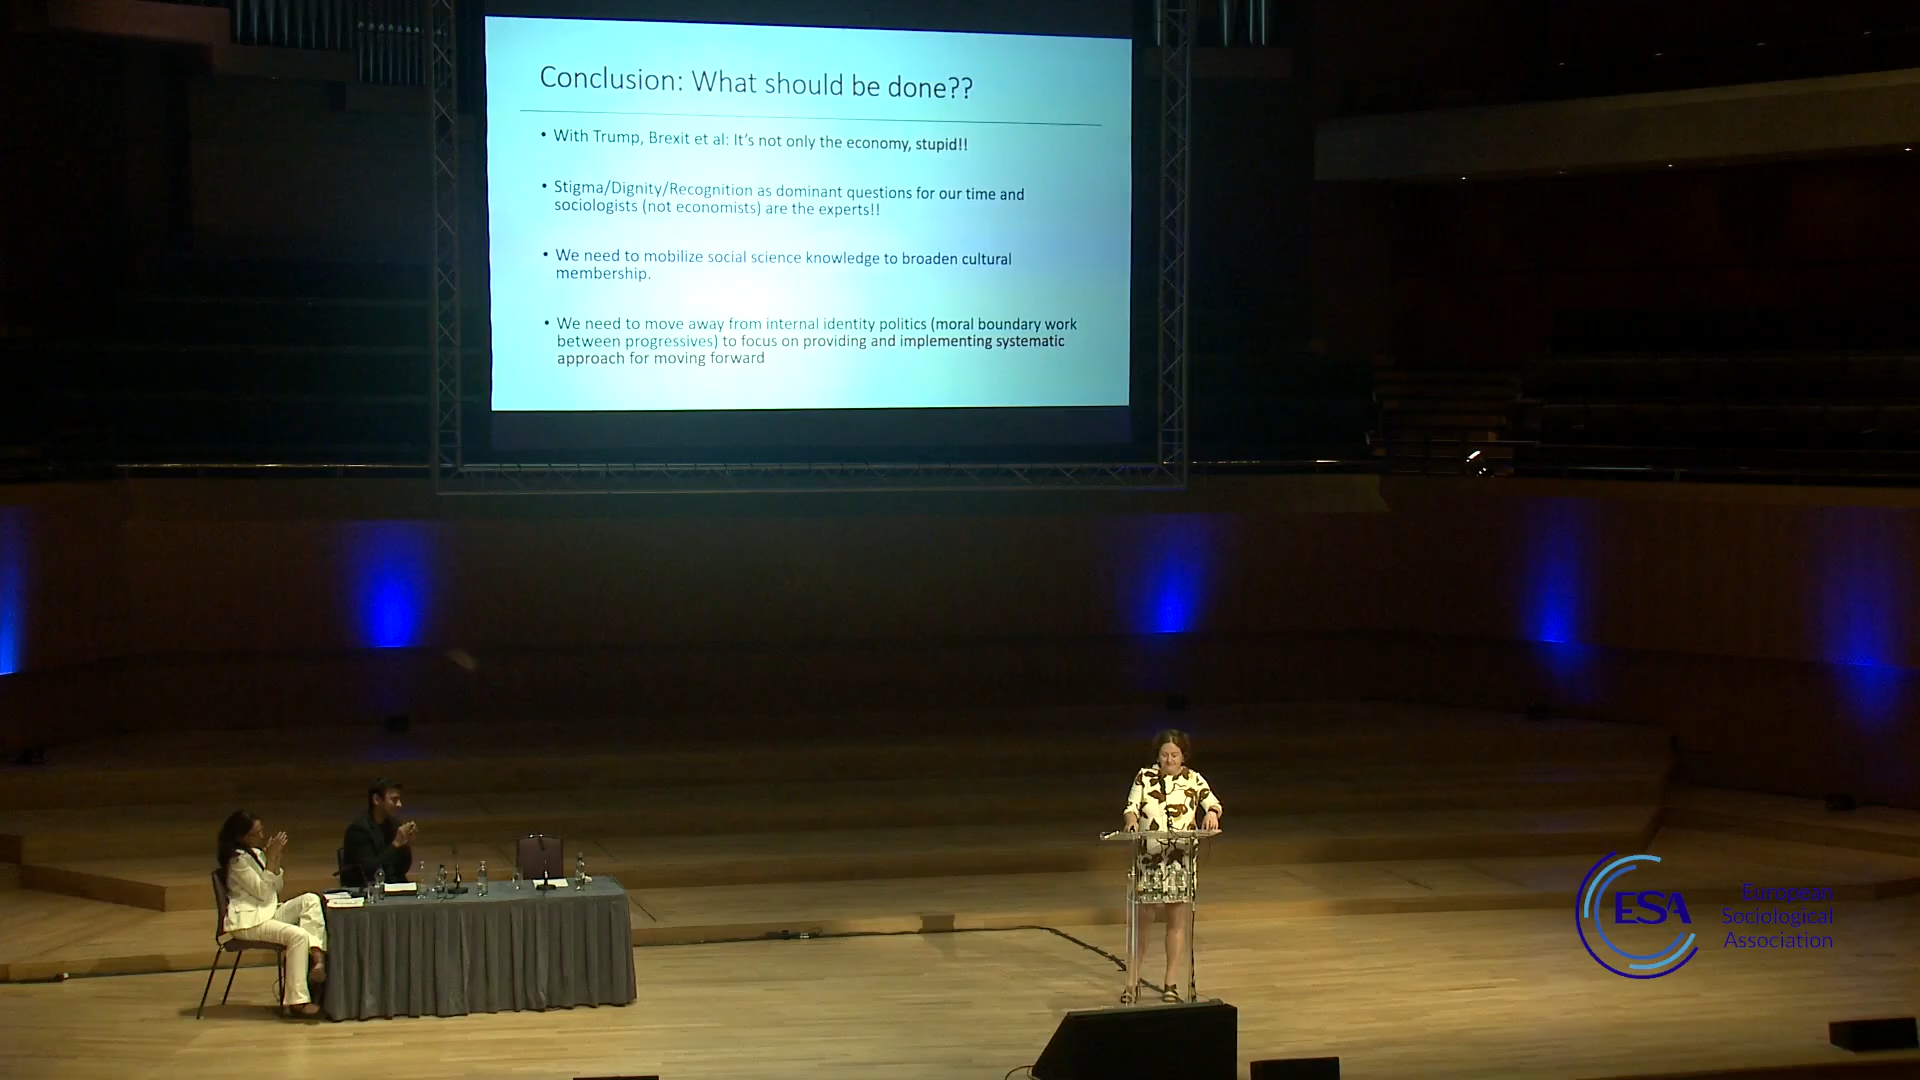 Conclusion: What should be done??
• With Trump, Brexit et al: It's not only the economy, stupid!!
• Stigma/Dignity/Recognition as dominant questions for our time and
sociologists (not economists) are the experts!!
• We need to mobilize social science knowledge to broaden cultural
membership.
• We need to move away from internal identity politics (moral boundary work
between progressives) to focus on providing and implementing systematic
approach for moving forward
ESA
European
Sociological
Association